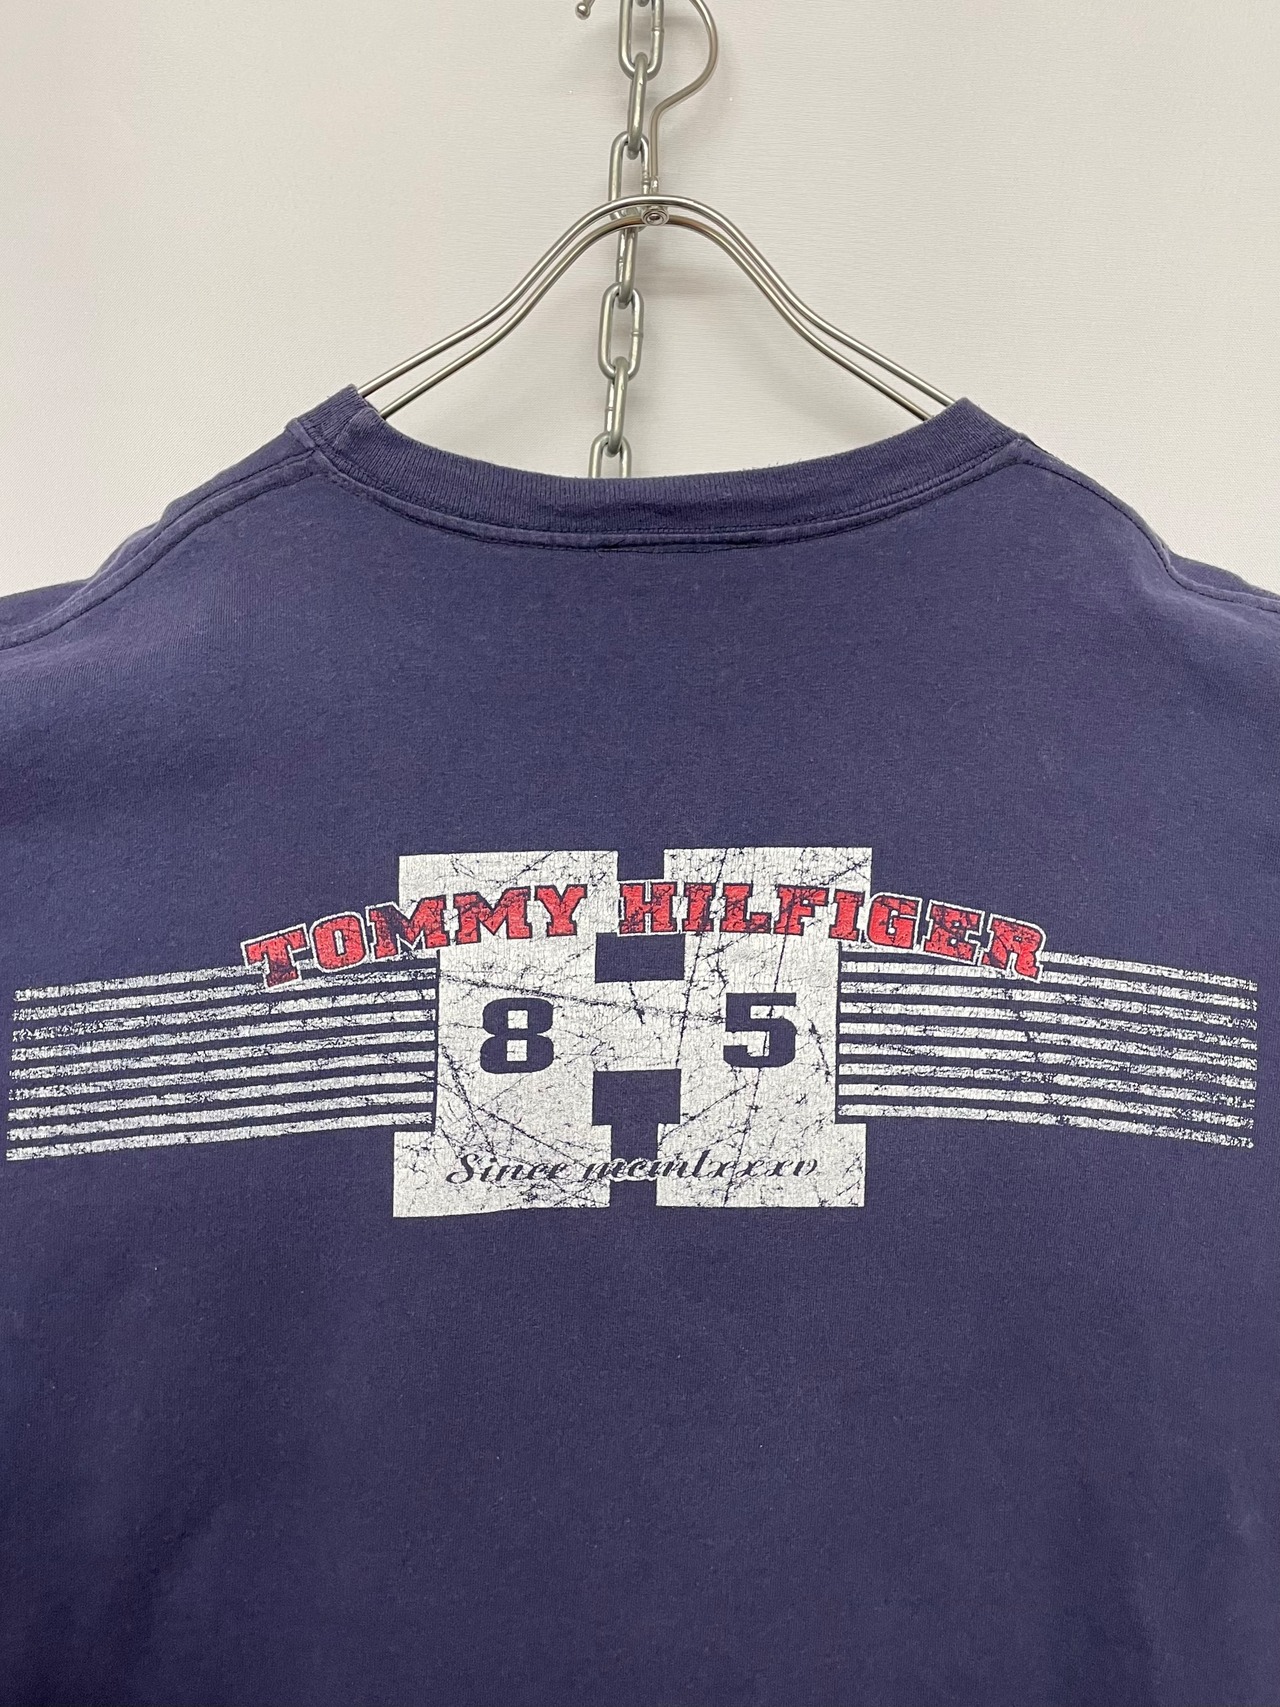 TOMMY HILFIGER
H
8 5
Since mcmlxxxv